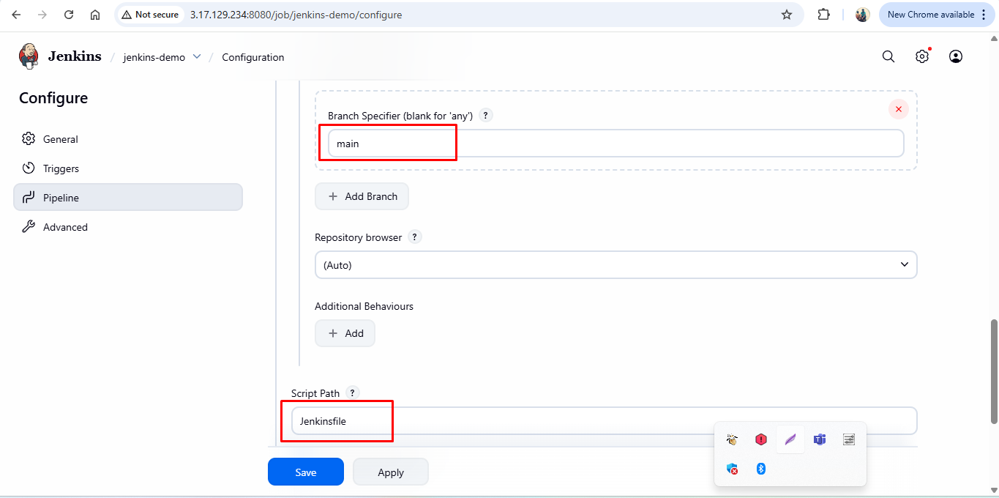 Not secure 3.17.129.234:8080/job/jenkins-demo/configure New Chrome available
Jenkins / jenkins-demo / Configuration
Configure
General
Triggers
Pipeline
Advanced
Branch Specifier (blank for 'any') ?
main
+ Add Branch
Repository browser ?
(Auto)
Additional Behaviours
+ Add
Script Path ?
Jenkinsfile
Save Apply